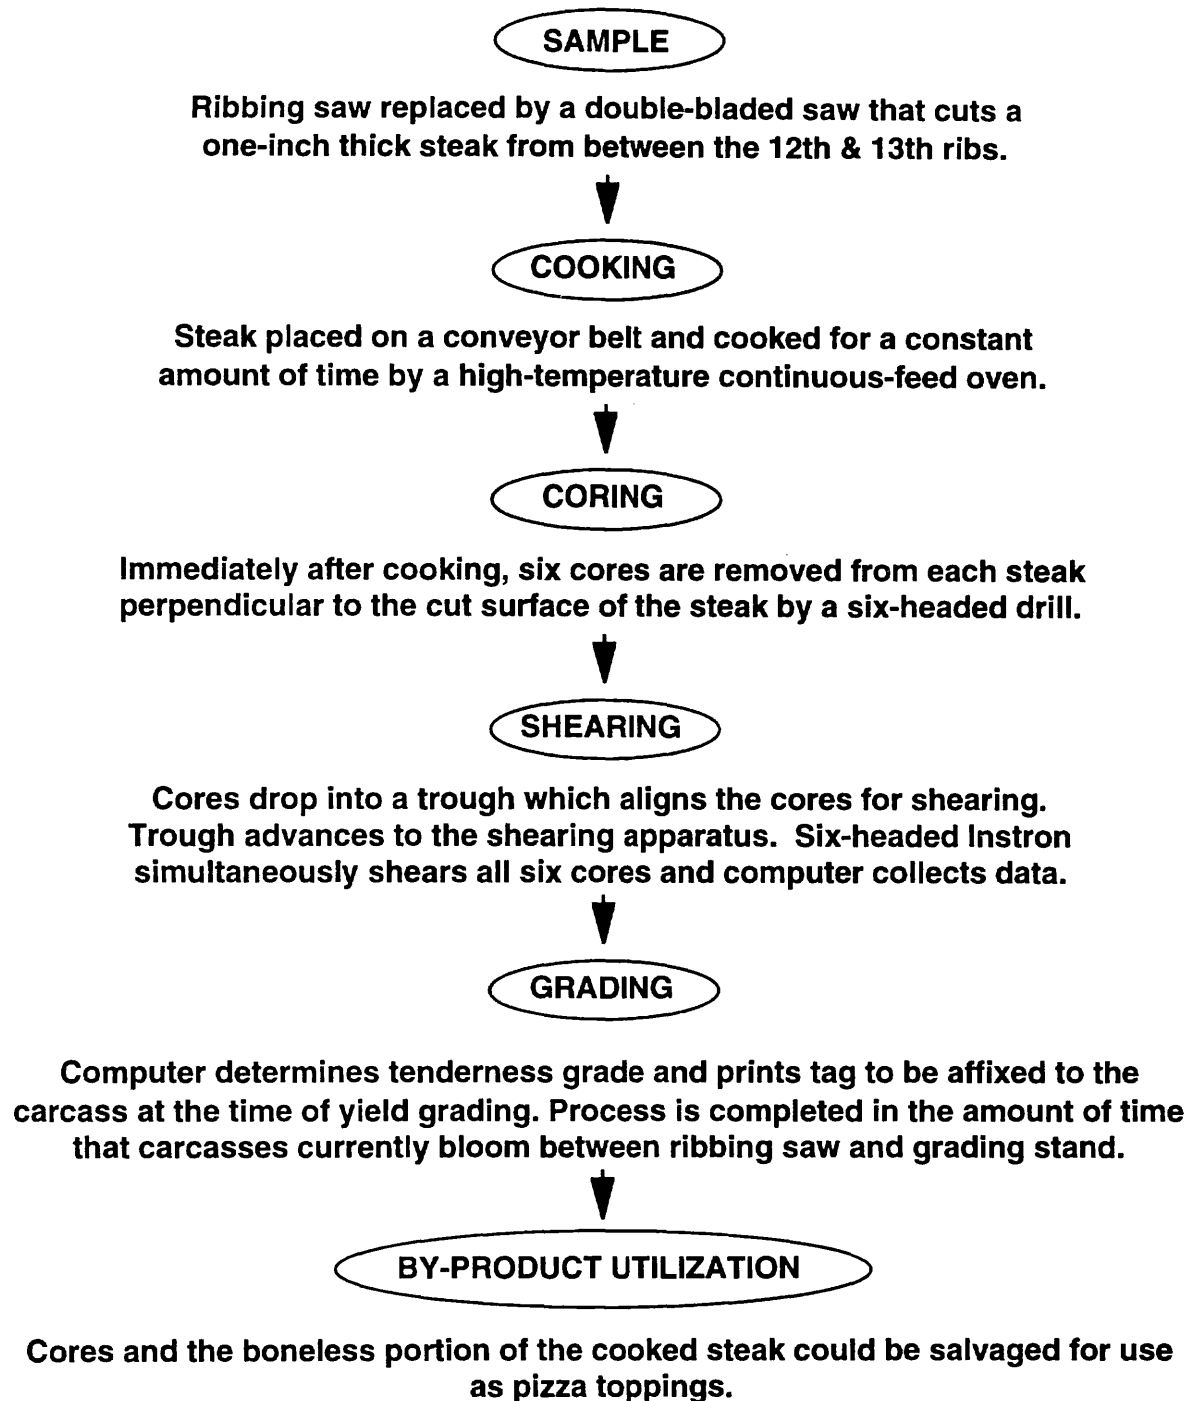 SAMPLE
Ribbing saw replaced by a double-bladed saw that cuts a
one-inch thick steak from between the 12th & 13th ribs.
COOKING
Steak placed on a conveyor belt and cooked for a constant
amount of time by a high-temperature continuous-feed oven.
CORING
Immediately after cooking, six cores are removed from each steak
perpendicular to the cut surface of the steak by a six-headed drill.
SHEARING
Cores drop into a trough which aligns the cores for shearing.
Trough advances to the shearing apparatus. Six-headed Instron
simultaneously shears all six cores and computer collects data.
GRADING
Computer determines tenderness grade and prints tag to be affixed to the
carcass at the time of yield grading. Process is completed in the amount of time
that carcasses currently bloom between ribbing saw and grading stand.
BY-PRODUCT UTILIZATION
Cores and the boneless portion of the cooked steak could be salvaged for use
as pizza toppings.